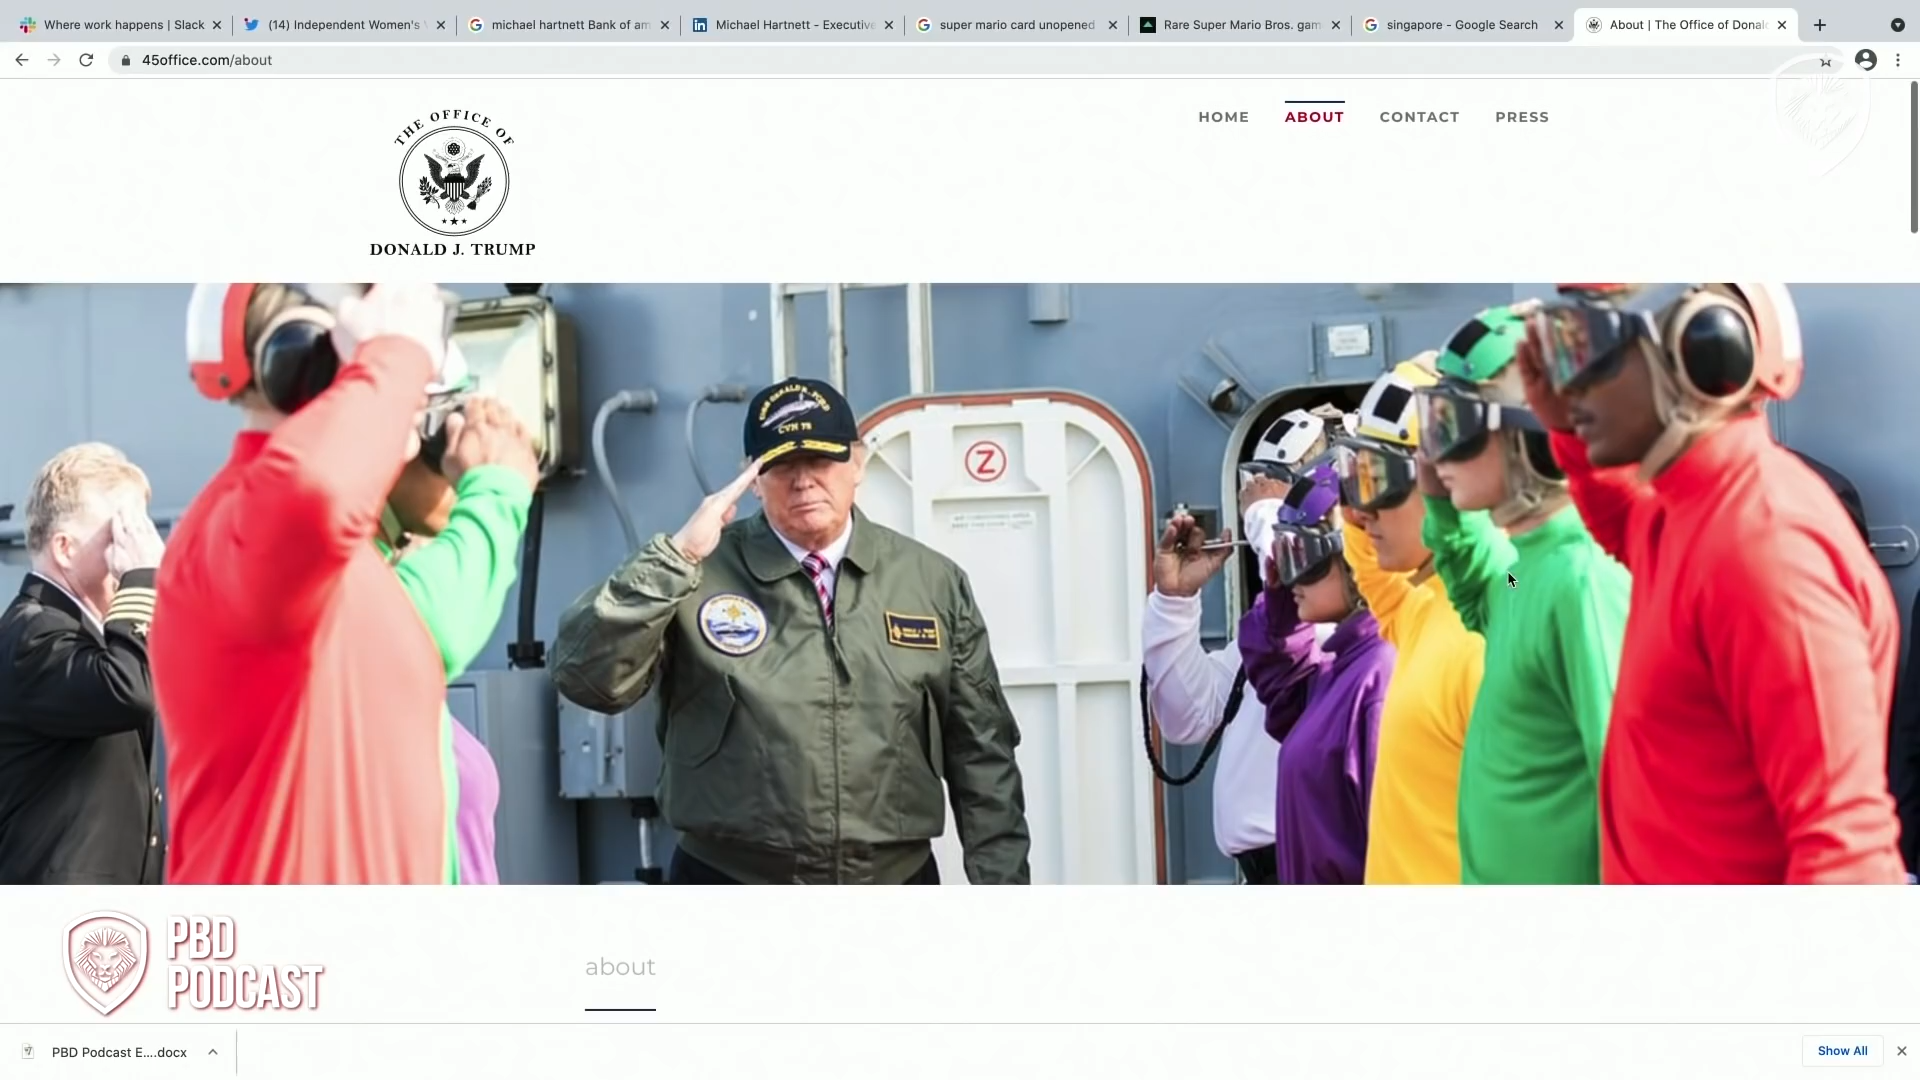 Where work happens | Slack
(14) Independent Women's
michael hartnett Bank of am
Michael Hartnett - Executive
super mario card unopened
Rare Super Mario Bros. gam
singapore - Google Search
About | The Office of Donal
45office.com/about
THE OFFICE OF
DONALD J. TRUMP
HOME
ABOUT
CONTACT
PRESS
CVN 78
Z
PBD
PODCAST
about
PBD Podcast E....docx
Show All